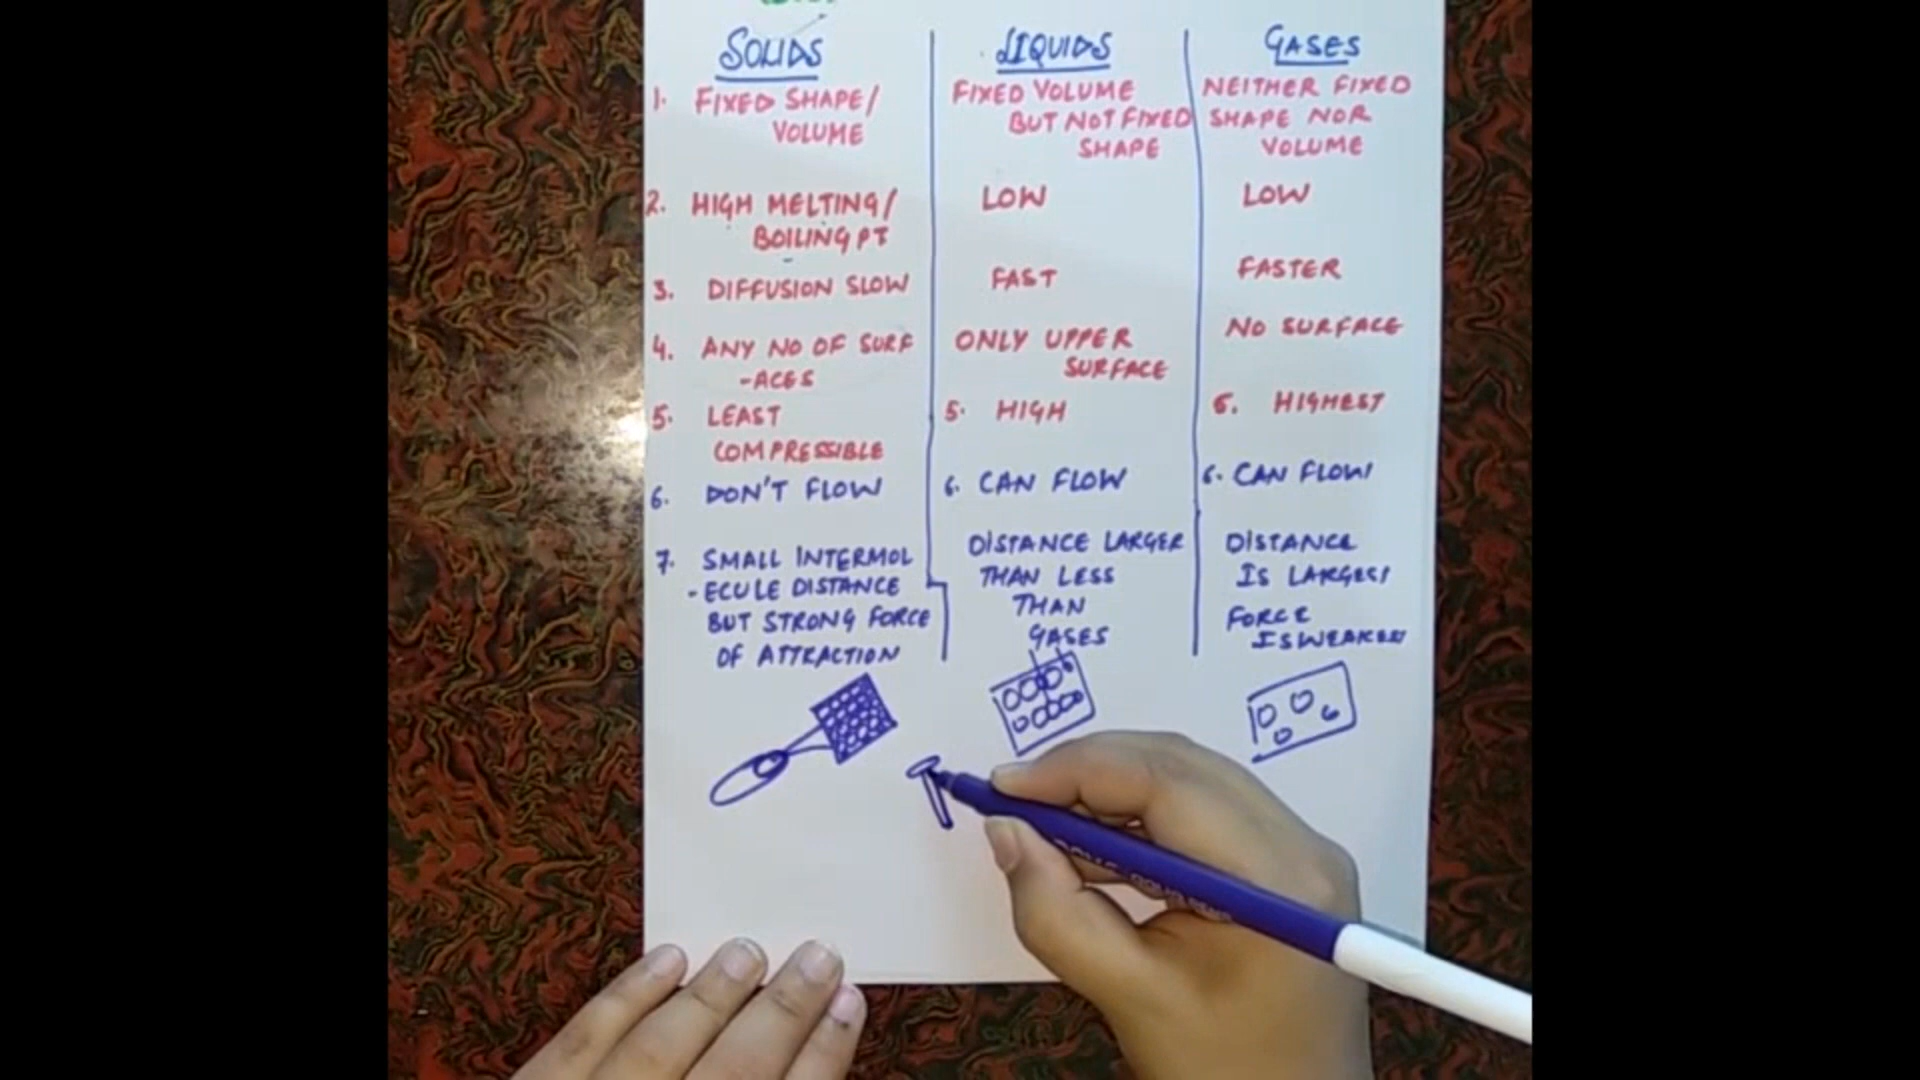 SOLIDS
1. FIXED SHAPE/
VOLUME
2. HIGH MELTING/
BOILING PT
3. DIFFUSION SLOW
4. ANY NO OF SURF
-ACES
5. LEAST
COMPRESSIBLE
6. DON'T FLOW
7. SMALL INTERMOL
-ECULE DISTANCE
BUT STRONG FORCE
OF ATTRACTION
LIQUIDS
FIXED VOLUME
BUT NOT FIXED
SHAPE
LOW
FAST
ONLY UPPER
SURFACE
5. HIGH
6. CAN FLOW
DISTANCE LARGER
THAN LESS
THAN
GASES
GASES
NEITHER FIXED
SHAPE NOR
VOLUME
LOW
FASTER
NO SURFACE
5. HIGHEST
6. CAN FLOW
DISTANCE
IS LARGEST
FORCE
IS WEAKEST